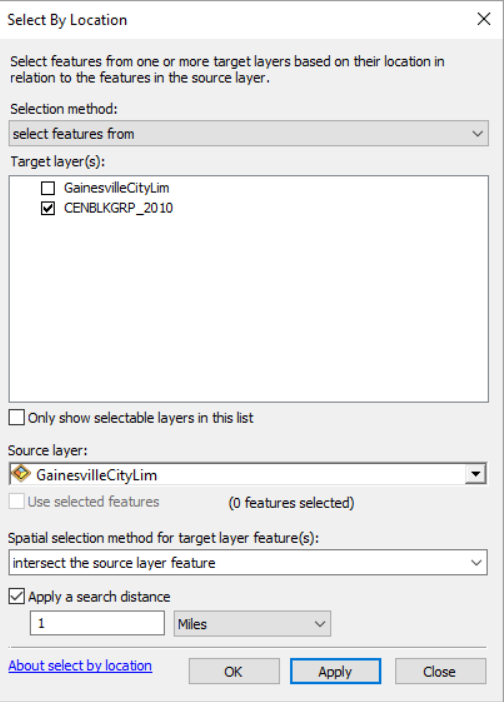 Select By Location
Select features from one or more target layers based on their location in
relation to the features in the source layer.
Selection method:
select features from
Target layer(s):
GainesvilleCityLim
CENBLKGRP_2010
Only show selectable layers in this list
Source layer:
GainesvilleCityLim
Use selected features (0 features selected)
Spatial selection method for target layer feature(s):
intersect the source layer feature
Apply a search distance
1 Miles
About select by location OK Apply Close